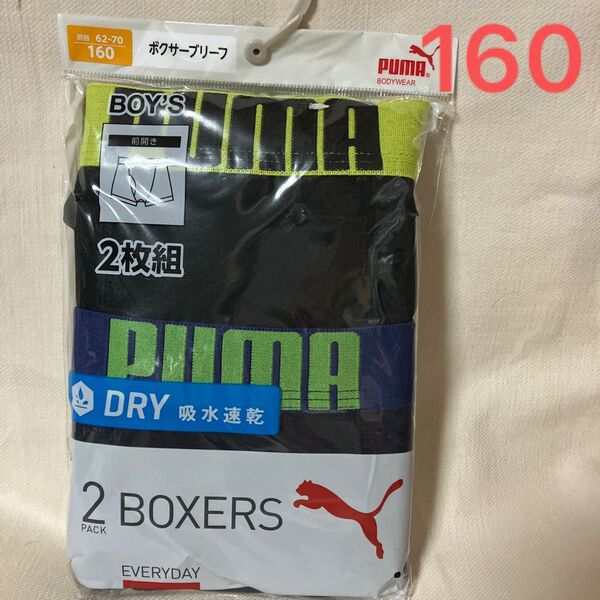 胴囲 62~70
160
ボクサーブリーフ
PUMA®
BODYWEAR
160
BOY'S
前開き
2枚組
PUMA
PUMA
DRY 吸水速乾
2 PACK
BOXERS
EVERYDAY